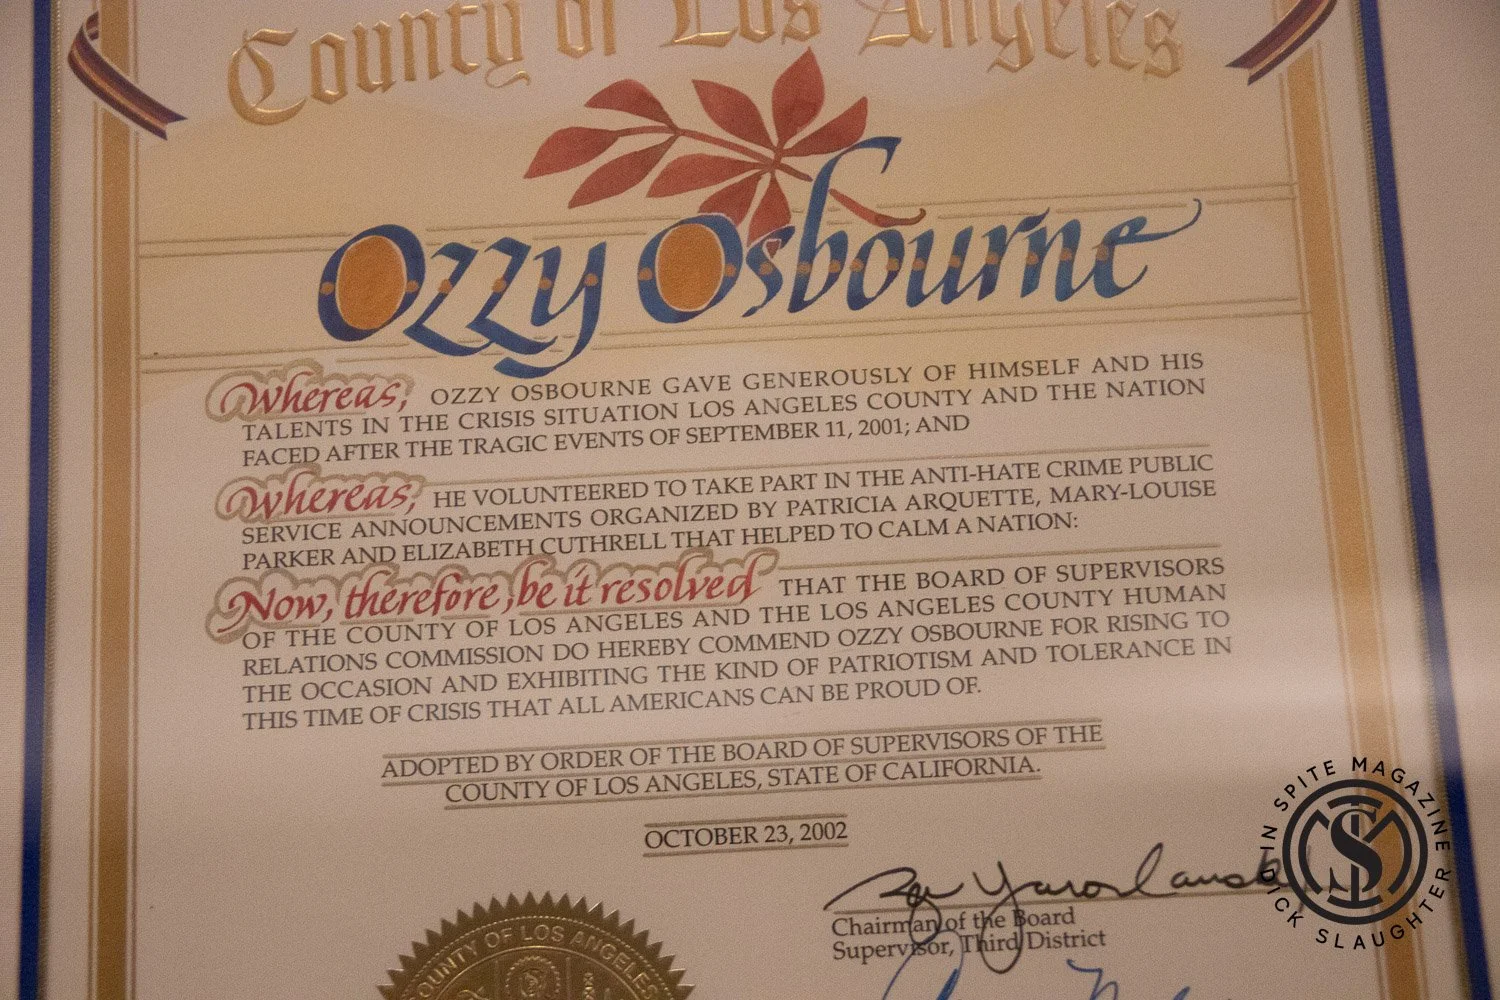 County of Los Angeles
Ozzy Osbourne
Whereas, OZZY OSBOURNE GAVE GENEROUSLY OF HIMSELF AND HIS
TALENTS IN THE CRISIS SITUATION LOS ANGELES COUNTY AND THE NATION
FACED AFTER THE TRAGIC EVENTS OF SEPTEMBER 11, 2001; AND
Whereas, HE VOLUNTEERED TO TAKE PART IN THE ANTI-HATE CRIME PUBLIC
SERVICE ANNOUNCEMENTS ORGANIZED BY PATRICIA ARQUETTE, MARY-LOUISE
PARKER AND ELIZABETH CUTHRELL THAT HELPED TO CALM A NATION:
Now, therefore, be it resolved THAT THE BOARD OF SUPERVISORS
OF THE COUNTY OF LOS ANGELES AND THE LOS ANGELES COUNTY HUMAN
RELATIONS COMMISSION DO HEREBY COMMEND OZZY OSBOURNE FOR RISING TO
THE OCCASION AND EXHIBITING THE KIND OF PATRIOTISM AND TOLERANCE IN
THIS TIME OF CRISIS THAT ALL AMERICANS CAN BE PROUD OF.
ADOPTED BY ORDER OF THE BOARD OF SUPERVISORS OF THE
COUNTY OF LOS ANGELES, STATE OF CALIFORNIA.
OCTOBER 23, 2002
Zev Yaroslavsky
Chairman of the Board
Supervisor, Third District
COUNTY OF LOS ANGELES
IN SPITE MAGAZINE
DICK SLAUGHTER